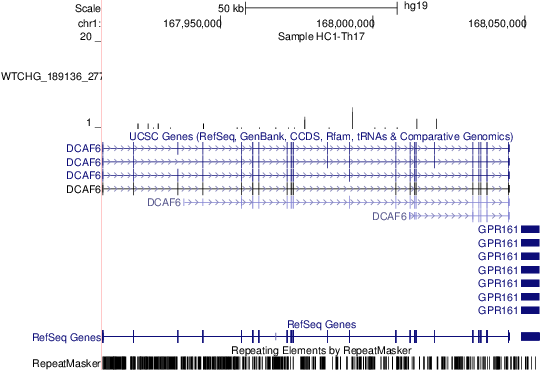 Scale 50 kb hg19
chr1: 167,950,000 168,000,000 168,050,000
Sample HC1-Th17
20 _
WTCHG_189136_277
1 _
UCSC Genes (RefSeq, GenBank, CCDS, Rfam, tRNAs & Comparative Genomics)
DCAF6
DCAF6
DCAF6
DCAF6
DCAF6
DCAF6
GPR161
GPR161
GPR161
GPR161
GPR161
GPR161
GPR161
RefSeq Genes
RefSeq Genes
Repeating Elements by RepeatMasker
RepeatMasker